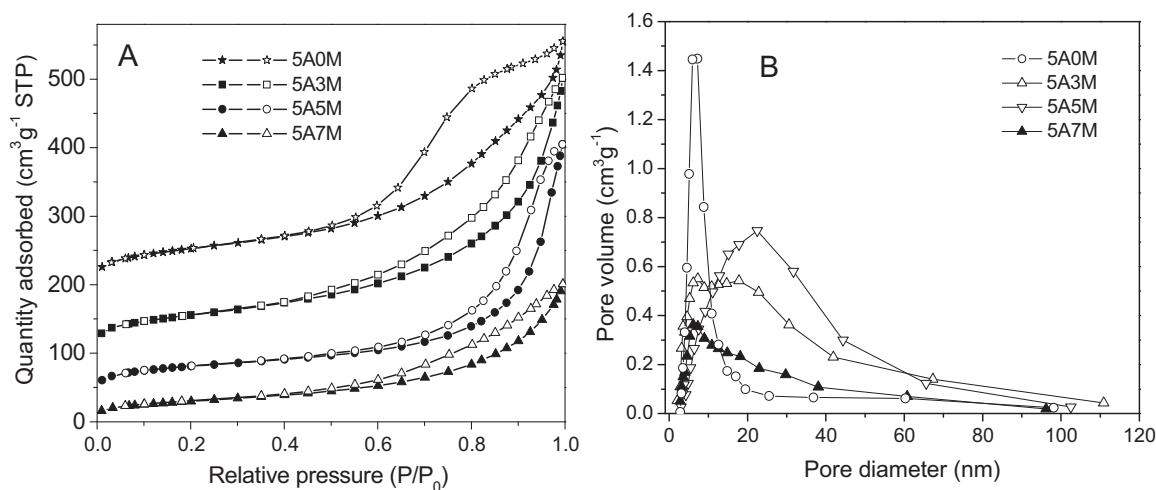 A
5A0M
5A3M
5A5M
5A7M
500
400
300
200
100
0
0.0 0.2 0.4 0.6 0.8 1.0
Quantity adsorbed (cm³g⁻¹ STP)
Relative pressure (P/P₀)
B
5A0M
5A3M
5A5M
5A7M
1.6
1.4
1.2
1.0
0.8
0.6
0.4
0.2
0.0
0 20 40 60 80 100 120
Pore volume (cm³g⁻¹)
Pore diameter (nm)